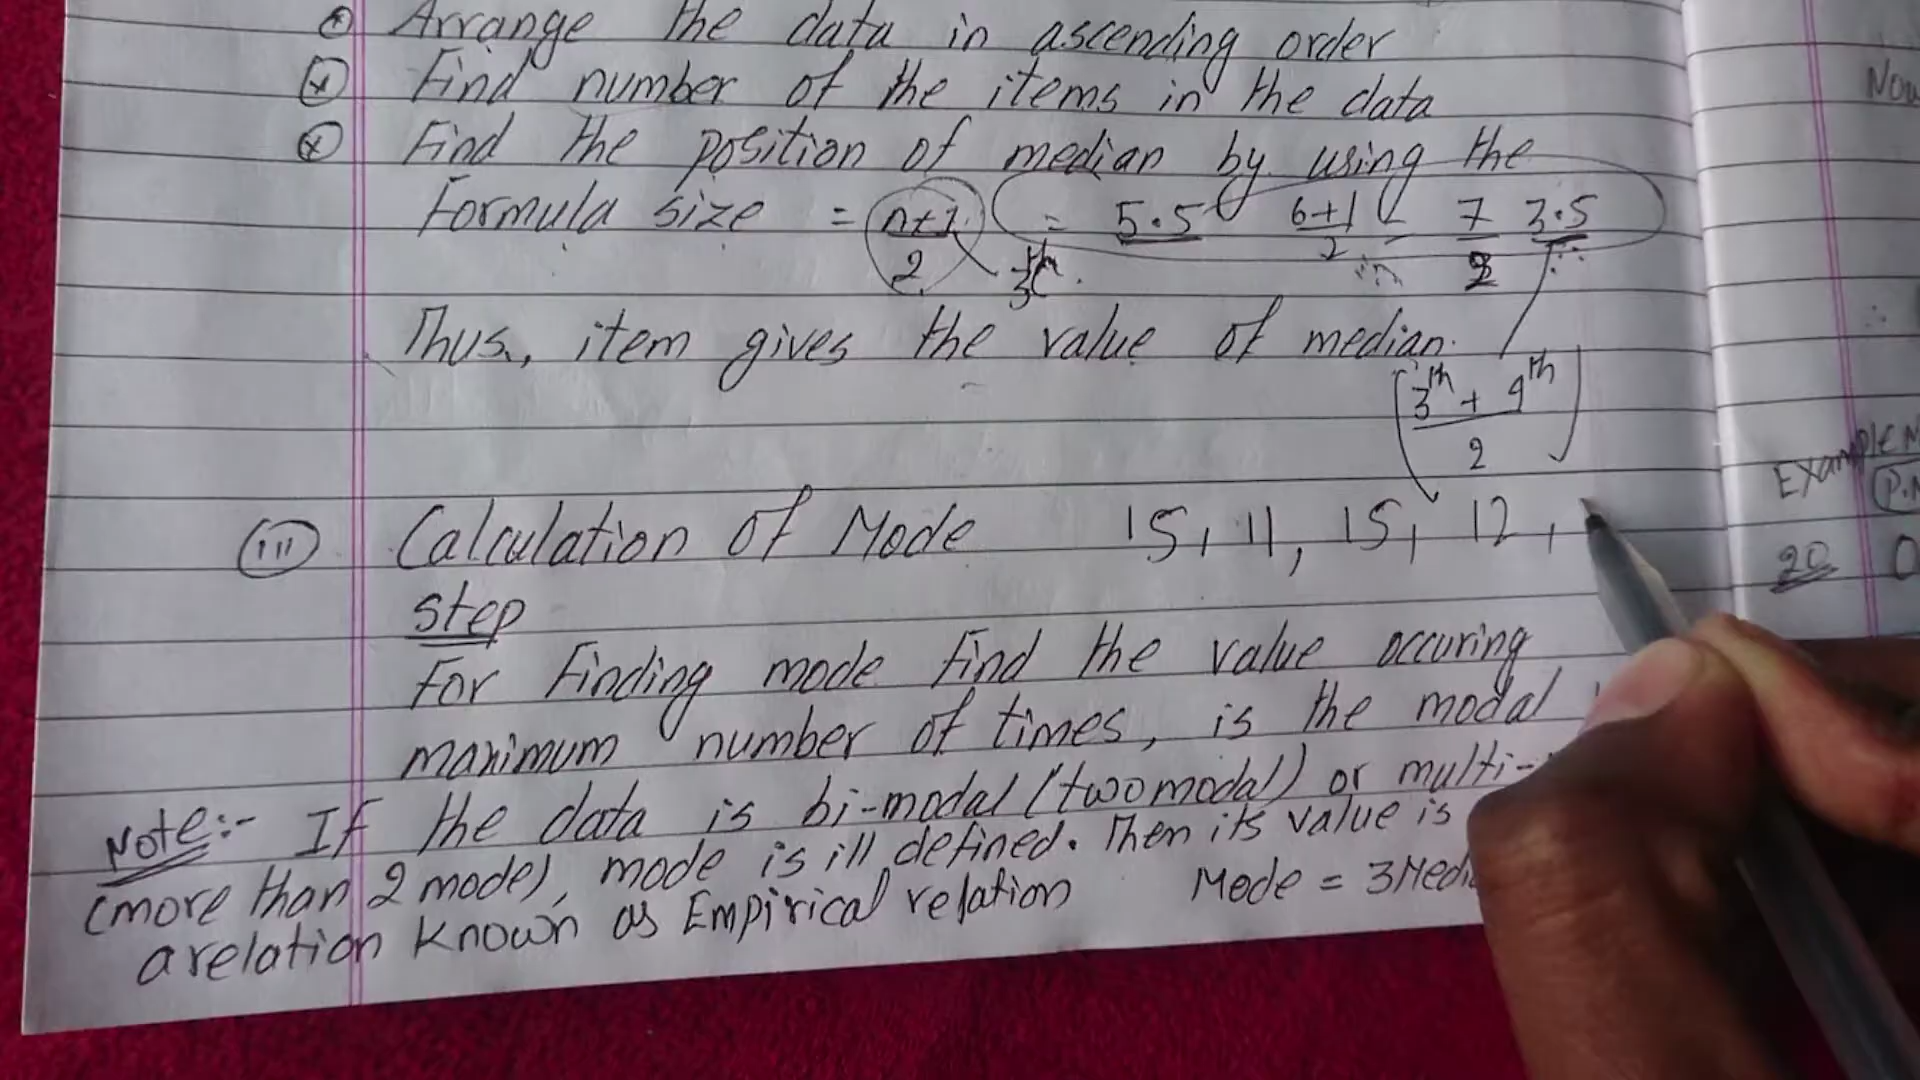 Arrange the data in ascending order
Find number of the items in the data
Find the position of median by using the
Formula size = n+1/2 = 5.5 6+1/2 = 7/2 3.5
3th
Thus, item gives the value of median.
(3th + 4th / 2)
(iii) Calculation of Mode 15, 11, 15, 12,
step
For Finding mode find the value occuring
maximum number of times, is the modal
Note:- If the data is bi-modal (two modal) or multi-
(more than 2 mode), mode is ill defined. Then its value is
a relation known as Empirical relation Mode = 3Medi
Now
Example
20